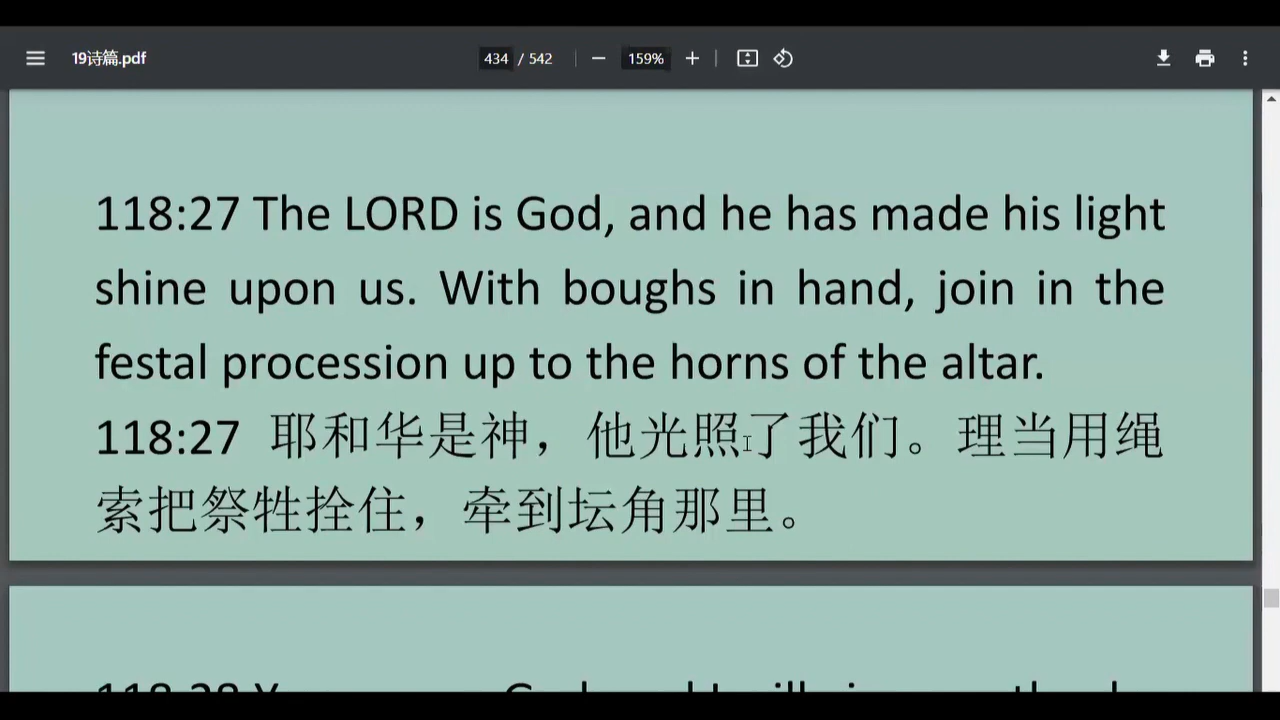 19诗篇.pdf
434 / 542
159%
118:27 The LORD is God, and he has made his light
shine upon us. With boughs in hand, join in the
festal procession up to the horns of the altar.
118:27 耶和华是神，他光照了我们。理当用绳
索把祭牲拴住，牵到坛角那里。